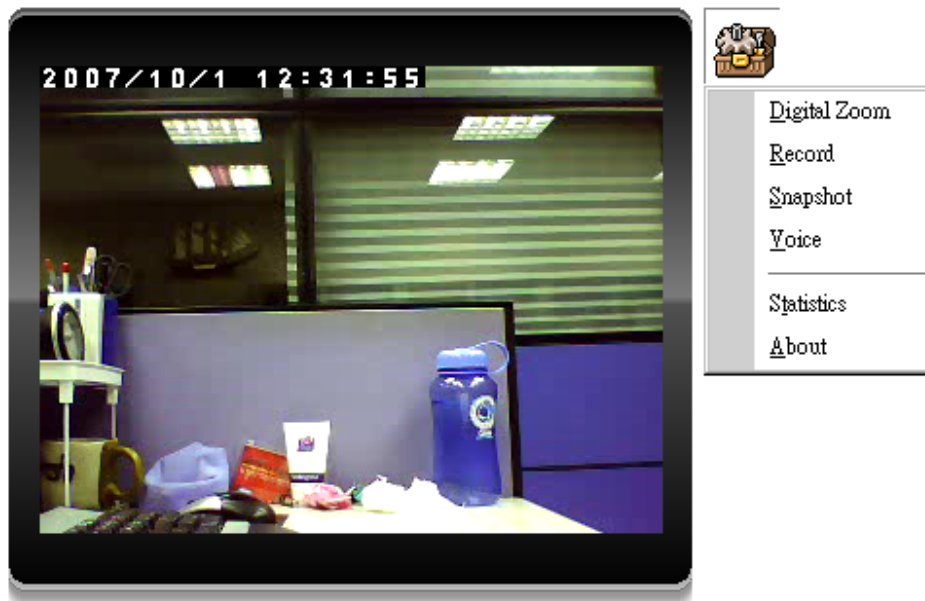 2007/10/1 12:31:55
Digital Zoom
Record
Snapshot
Voice
Statistics
About